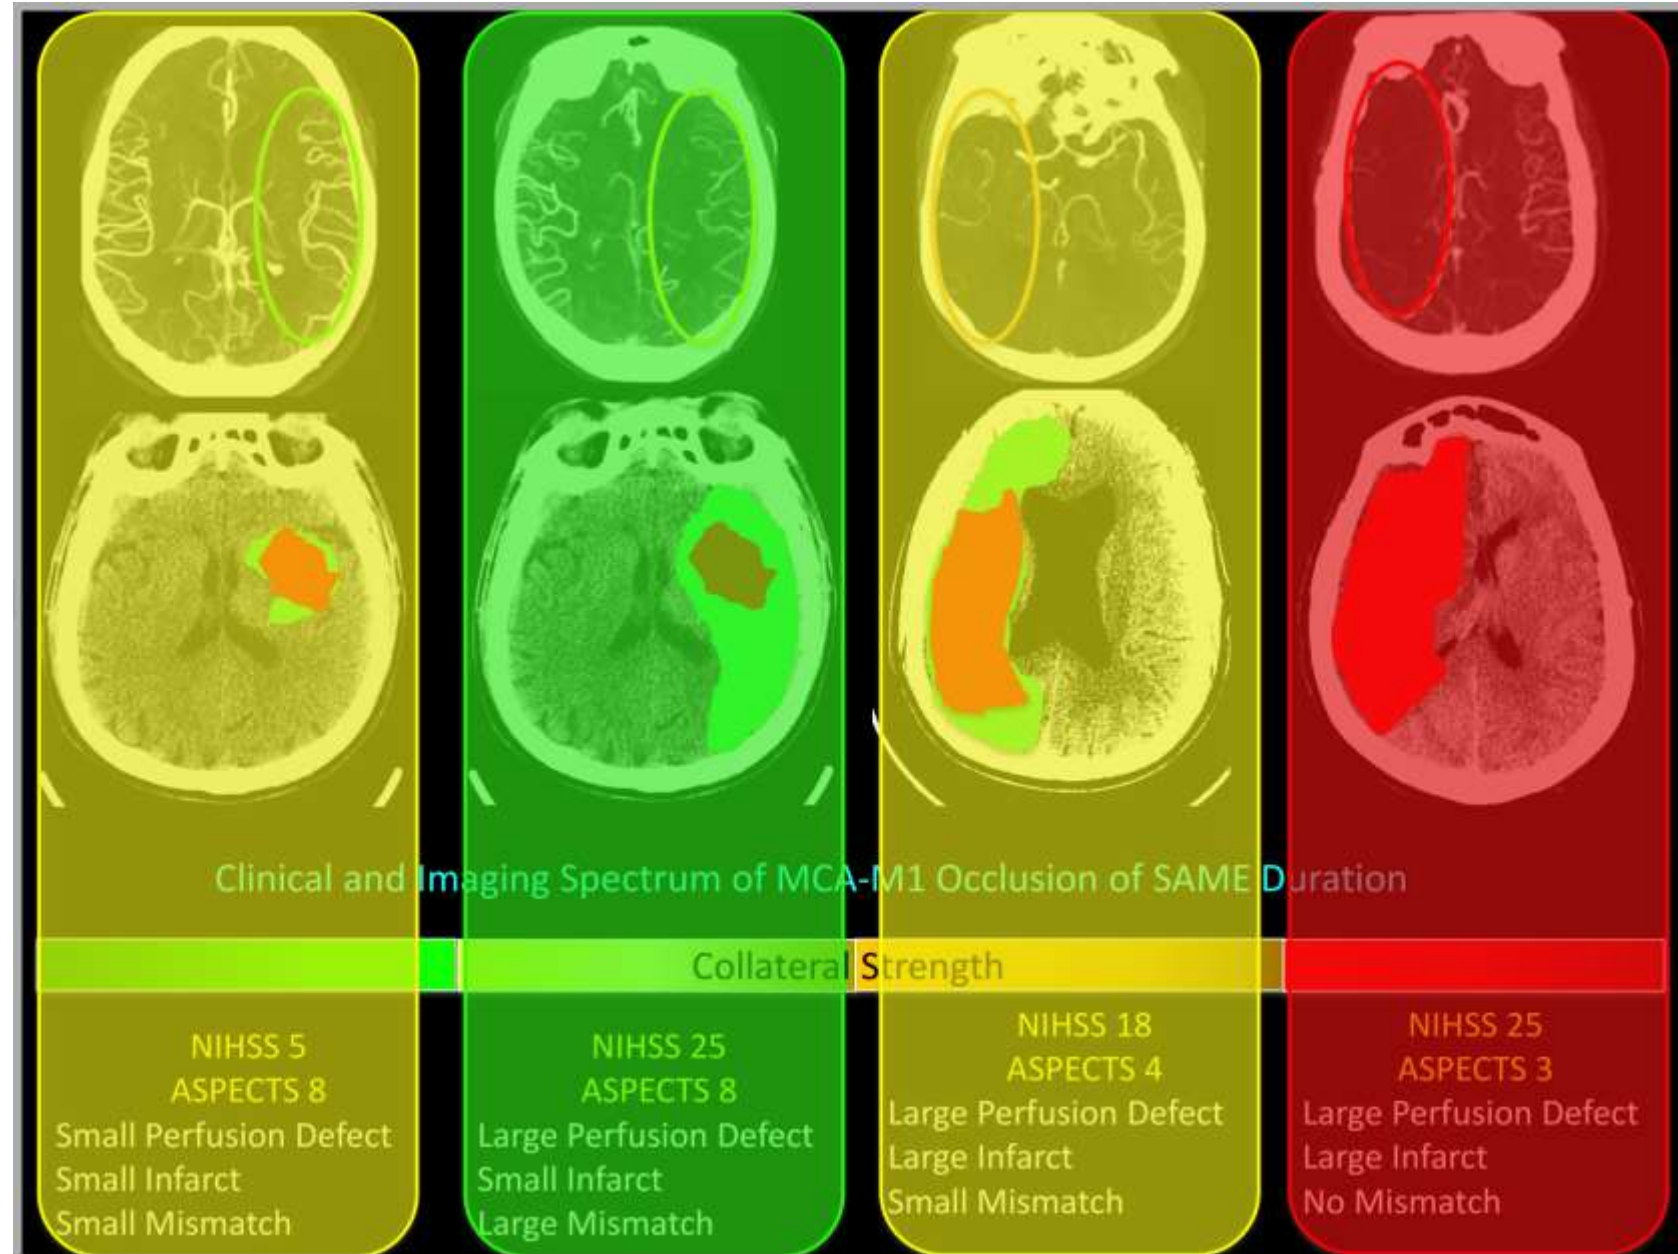 Clinical and Imaging Spectrum of MCA-M1 Occlusion of SAME Duration
Collateral Strength
NIHSS 5
ASPECTS 8
Small Perfusion Defect
Small Infarct
Small Mismatch
NIHSS 25
ASPECTS 8
Large Perfusion Defect
Small Infarct
Large Mismatch
NIHSS 18
ASPECTS 4
Large Perfusion Defect
Large Infarct
Small Mismatch
NIHSS 25
ASPECTS 3
Large Perfusion Defect
Large Infarct
No Mismatch